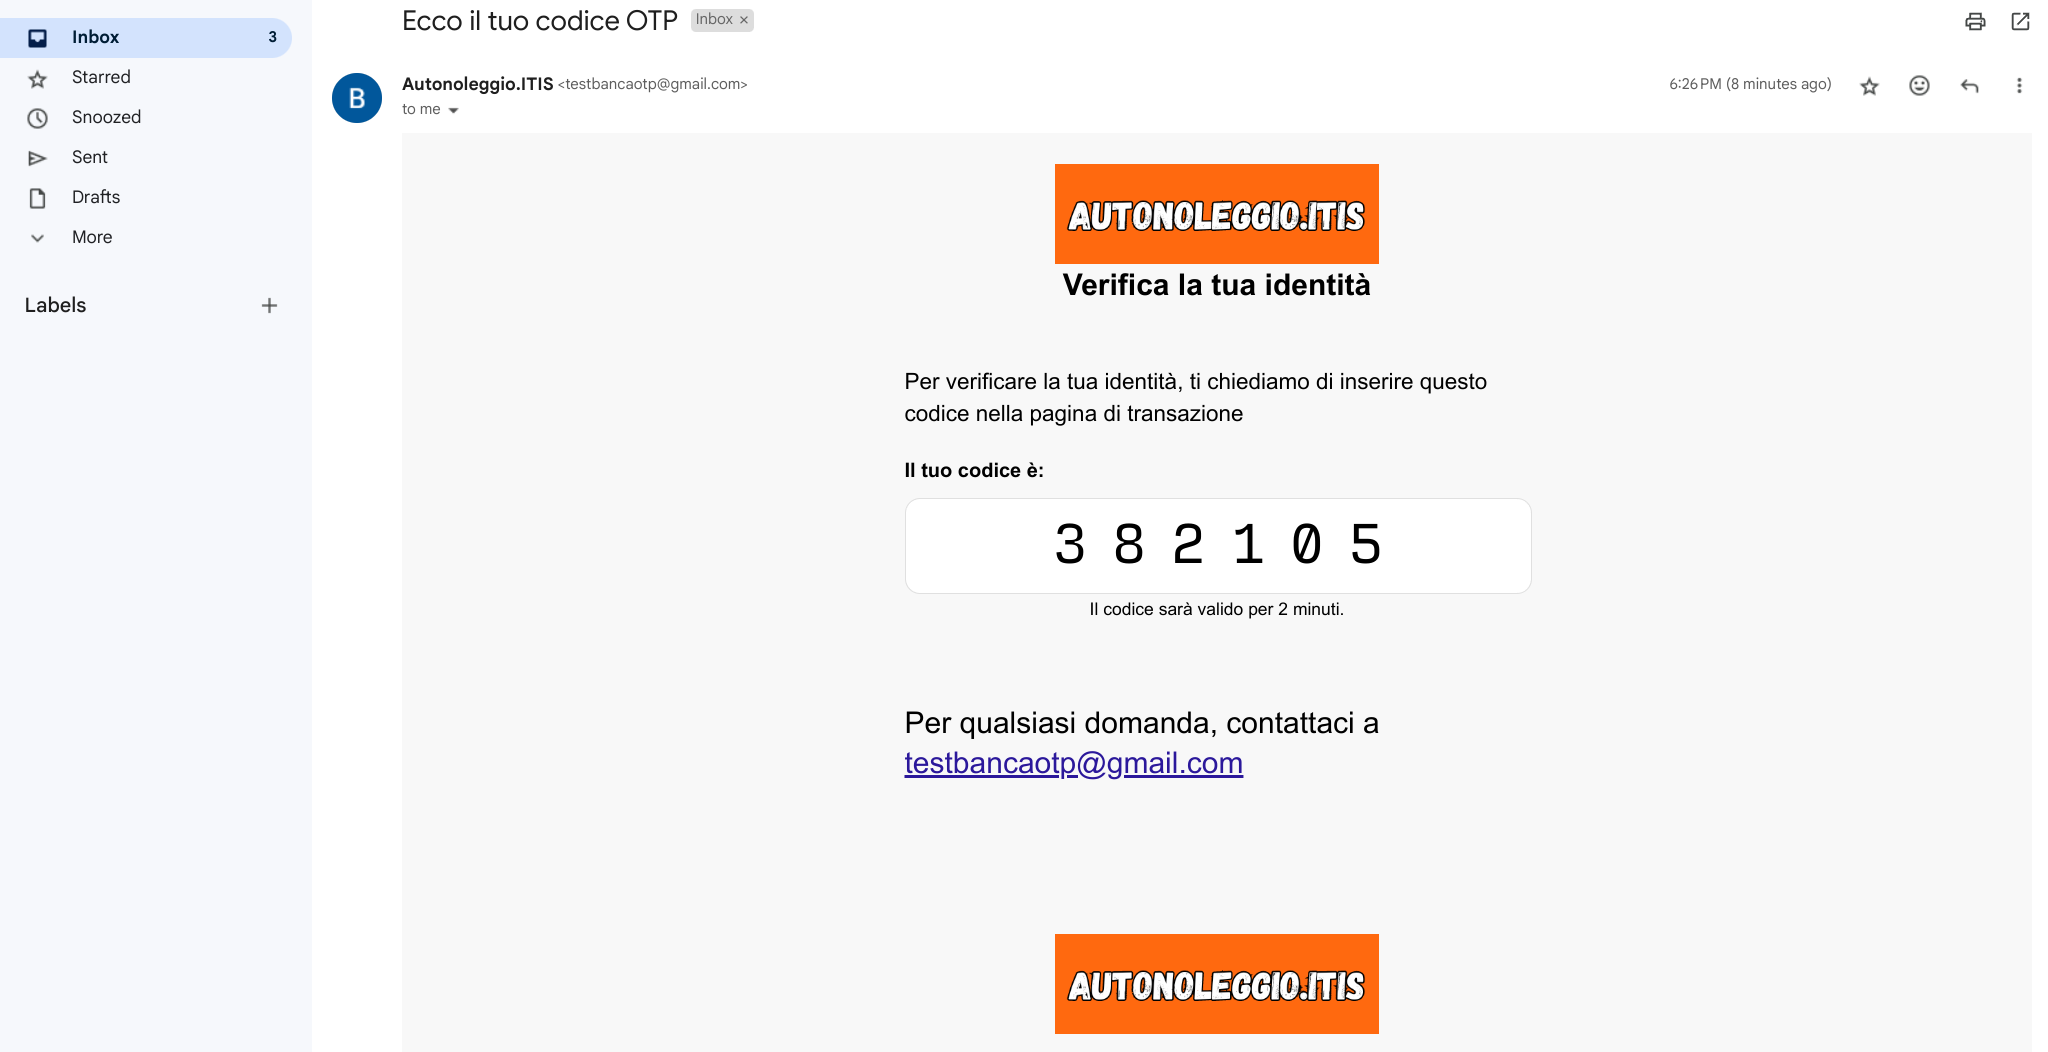 Inbox 3
Starred
Snoozed
Sent
Drafts
More
Labels
Ecco il tuo codice OTP Inbox ×
B
Autonoleggio.ITIS <testbancaotp@gmail.com>
6:26 PM (8 minutes ago)
to me
AUTONOLEGGIO.ITIS
Verifica la tua identità
Per verificare la tua identità, ti chiediamo di inserire questo
codice nella pagina di transazione
Il tuo codice è:
3 8 2 1 0 5
Il codice sarà valido per 2 minuti.
Per qualsiasi domanda, contattaci a
testbancaotp@gmail.com
AUTONOLEGGIO.ITIS